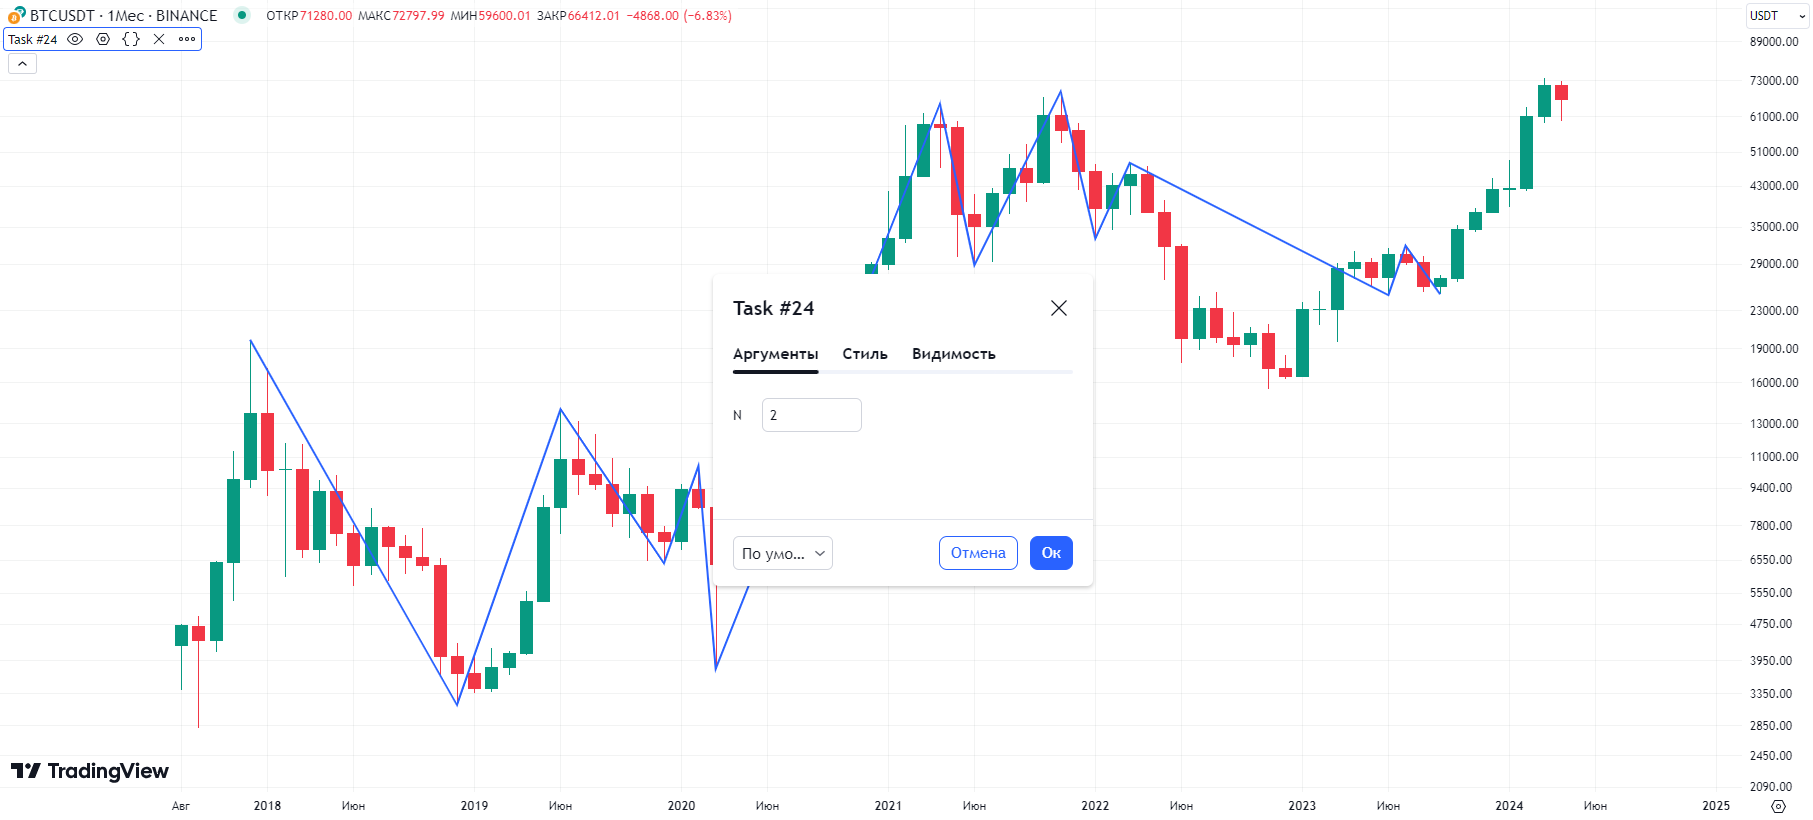 BTCUSDT · 1Мес · BINANCE ОТКР71280.00 МАКС72797.99 МИН59600.01 ЗАКР66412.01 −4868.00 (−6.83%)
USDT
Task #24
89000.00
73000.00
61000.00
51000.00
43000.00
35000.00
29000.00
23000.00
19000.00
16000.00
13000.00
11000.00
9400.00
7800.00
6550.00
5550.00
4750.00
3950.00
3350.00
2850.00
2450.00
2090.00
Task #24
Аргументы Стиль Видимость
N 2
По умо... Отмена Ок
TradingView
Авг 2018 Июн 2019 Июн 2020 Июн 2021 Июн 2022 Июн 2023 Июн 2024 Июн 2025